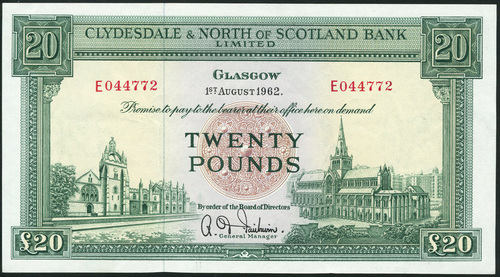 20 CLYDESDALE & NORTH OF SCOTLAND BANK 20
LIMITED
GLASGOW
E044772 1ST AUGUST 1962. E044772
Promise to pay to the bearer at their office here on demand
TWENTY
POUNDS
By order of the Board of Directors
General Manager
£20 £20